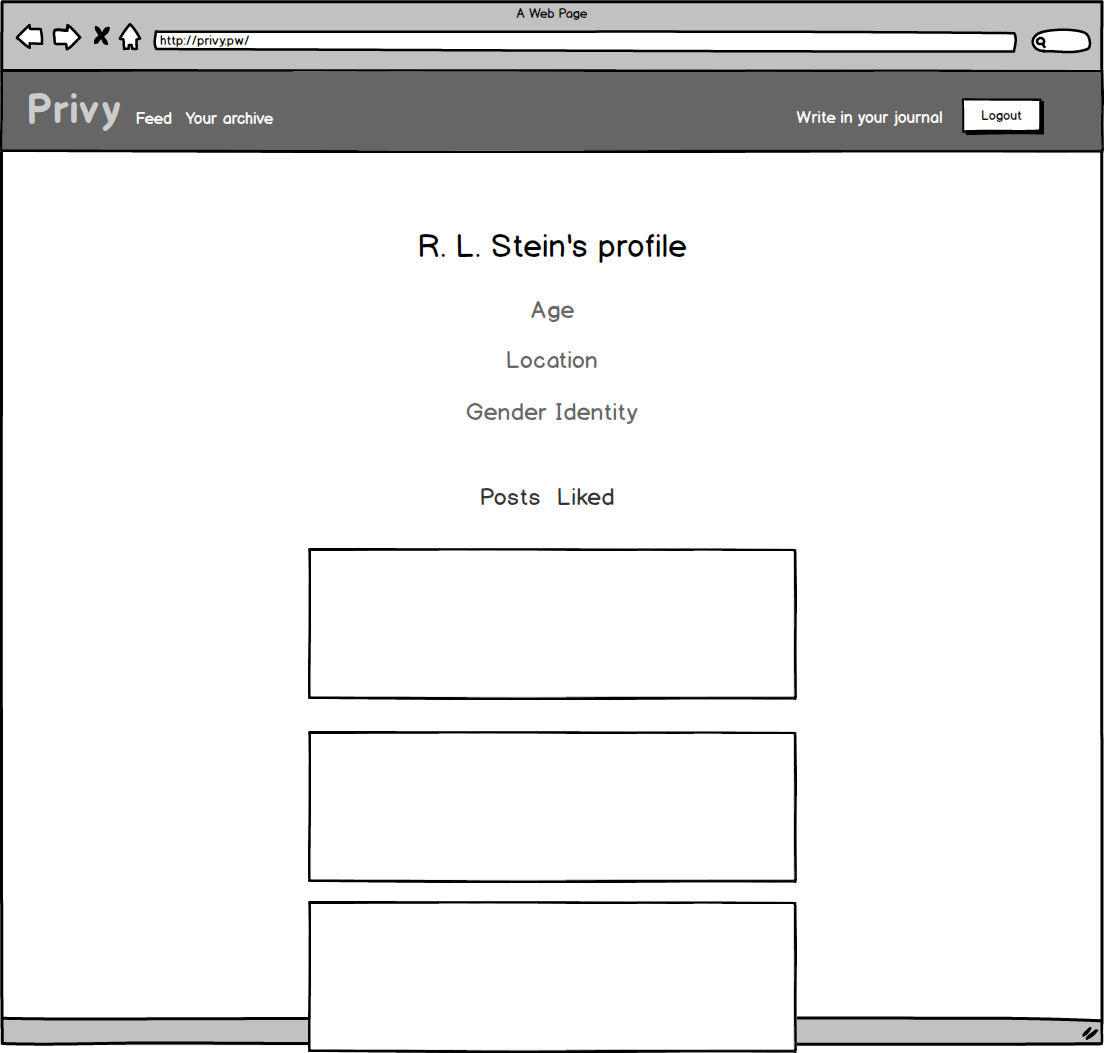 A Web Page
http://privy.pw/
Privy Feed Your archive Write in your journal Logout
R. L. Stein's profile
Age
Location
Gender Identity
Posts Liked